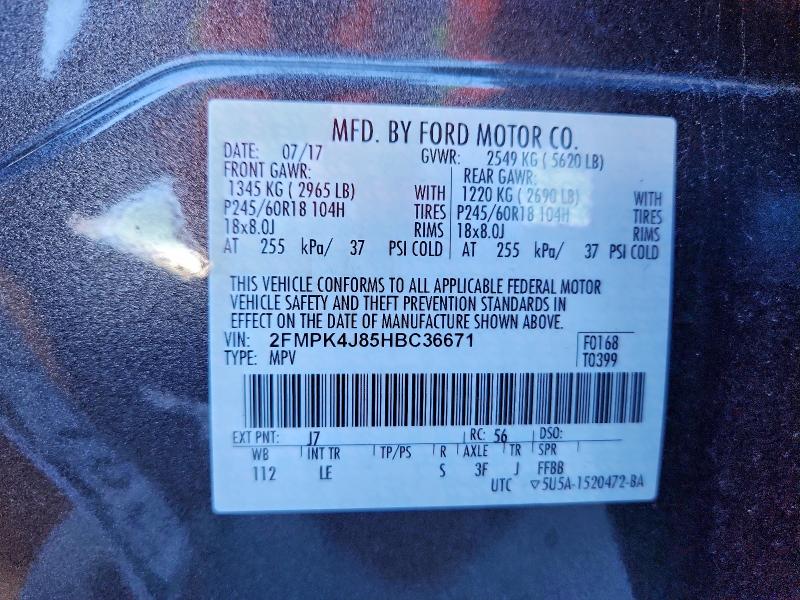 MFD. BY FORD MOTOR CO.
DATE: 07/17 GVWR: 2549 KG ( 5620 LB)
FRONT GAWR: REAR GAWR:
1345 KG ( 2965 LB) WITH 1220 KG ( 2690 LB) WITH
P245/60R18 104H TIRES P245/60R18 104H TIRES
18x8.0J RIMS 18x8.0J RIMS
AT 255 kPa/ 37 PSI COLD AT 255 kPa/ 37 PSI COLD
THIS VEHICLE CONFORMS TO ALL APPLICABLE FEDERAL MOTOR
VEHICLE SAFETY AND THEFT PREVENTION STANDARDS IN
EFFECT ON THE DATE OF MANUFACTURE SHOWN ABOVE.
VIN: 2FMPK4J85HBC36671 F0168
TYPE: MPV T0399
EXT PNT: J7 RC: 56 DSO:
WB INT TR TP/PS R AXLE TR SPR
112 LE S 3F J FFBB
UTC ▽5U5A-1520472-BA